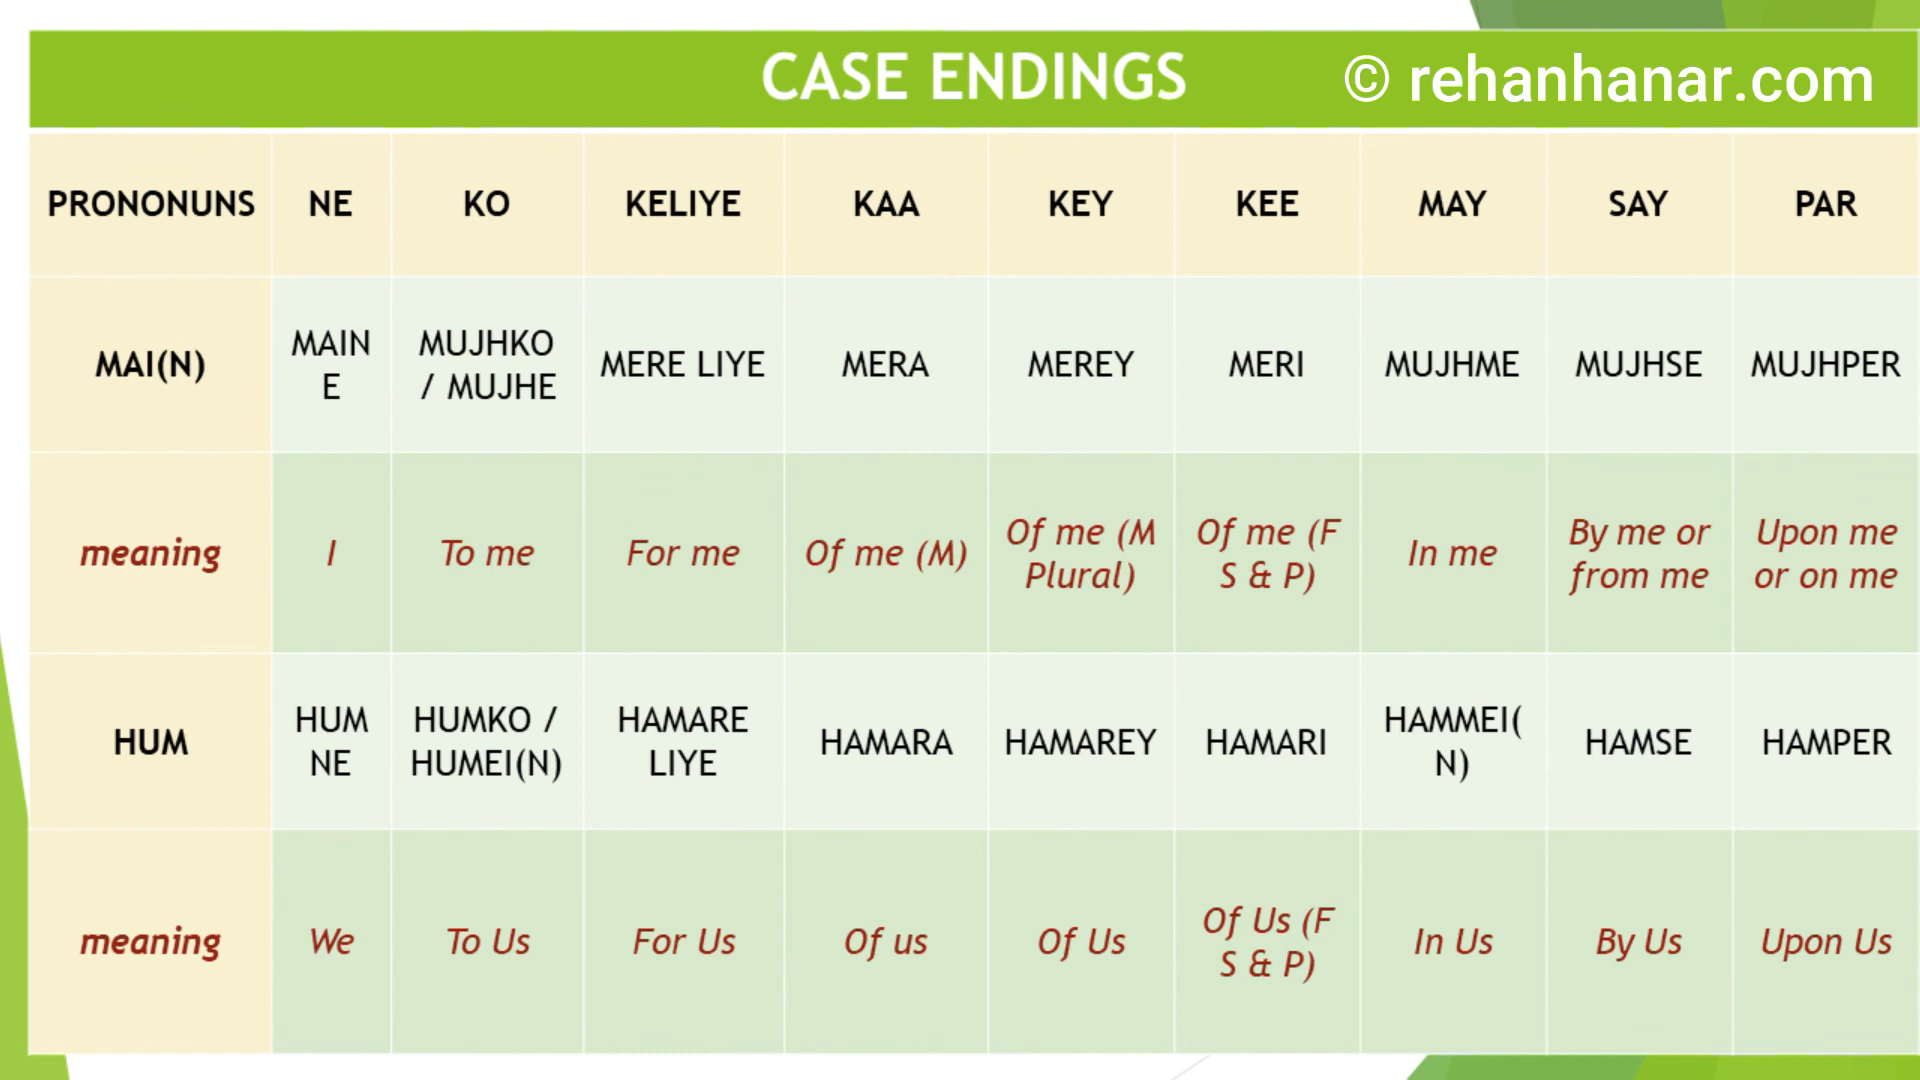 CASE ENDINGS
© rehanhanar.com
PRONONUNS NE KO KELIYE KAA KEY KEE MAY SAY PAR
MAI(N)
MAIN
E
MUJHKO
/ MUJHE
MERE LIYE
MERA
MEREY
MERI
MUJHME
MUJHSE
MUJHPER
meaning
I
To me
For me
Of me (M)
Of me (M
Plural)
Of me (F
S & P)
In me
By me or
from me
Upon me
or on me
HUM
HUM
NE
HUMKO /
HUMEI(N)
HAMARE
LIYE
HAMARA
HAMAREY
HAMARI
HAMMEI(
N)
HAMSE
HAMPER
meaning
We
To Us
For Us
Of us
Of Us
Of Us (F
S & P)
In Us
By Us
Upon Us